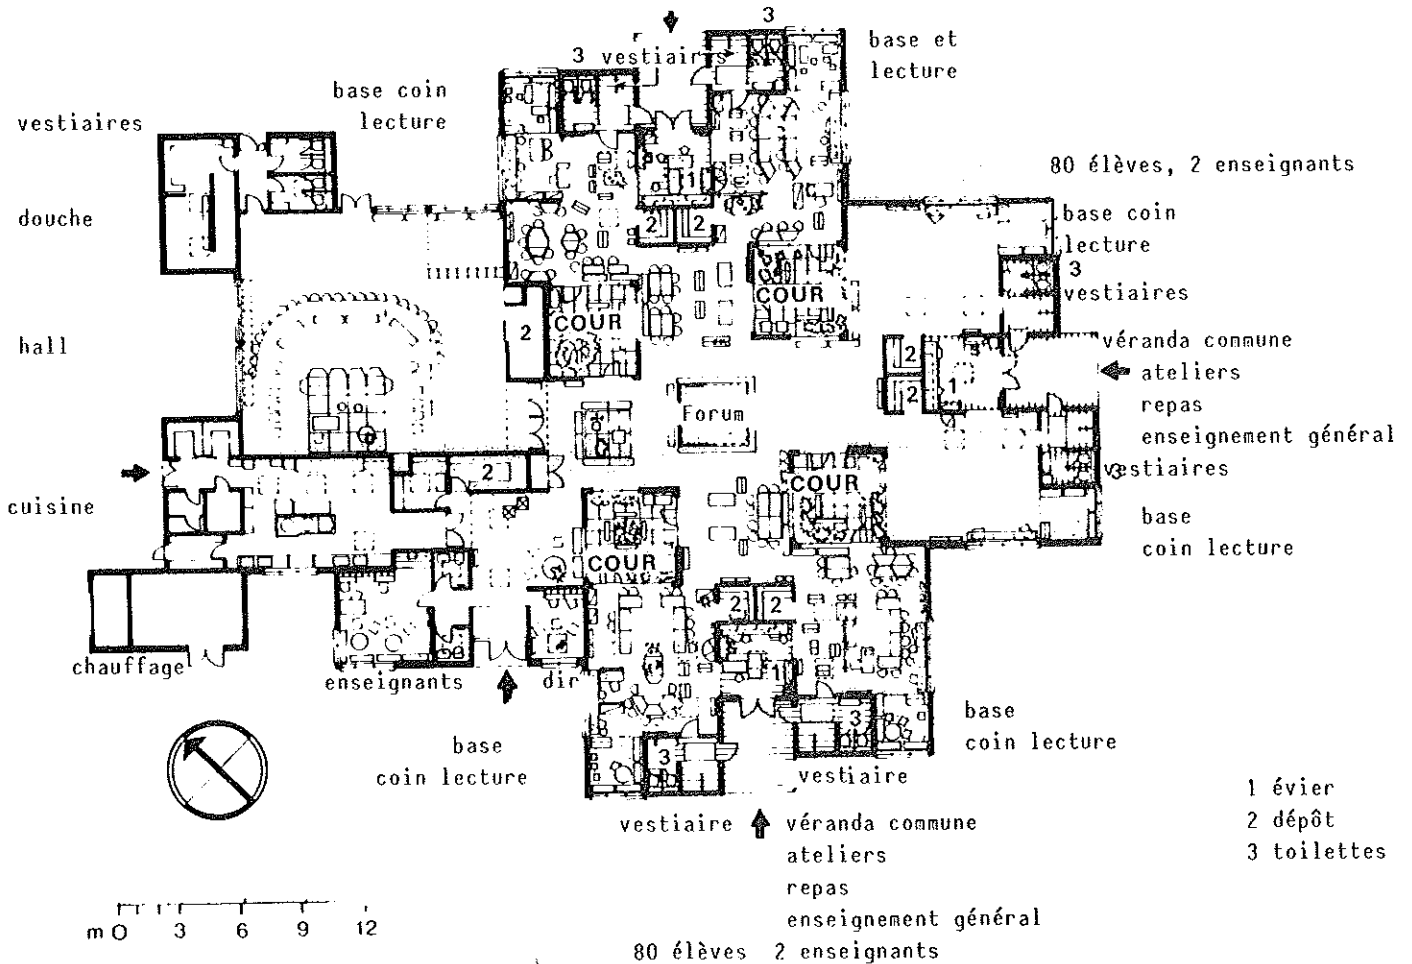 3
3 vestiaires
base et
lecture
base coin
lecture
vestiaires
80 élèves, 2 enseignants
1
douche
2 2
base coin
lecture
3
COUR
vestiaires
COUR
2
hall
véranda commune
2
ateliers
1
2
repas
Forum
enseignement général
vestiaires
3
2
COUR
cuisine
base
coin lecture
COUR
2 2
chauffage
enseignants
dir
1
base
coin lecture
3
base
coin lecture
3
vestiaire
1 évier
2 dépôt
3 toilettes
vestiaire
véranda commune
ateliers
repas
enseignement général
80 élèves 2 enseignants
m 0 3 6 9 12